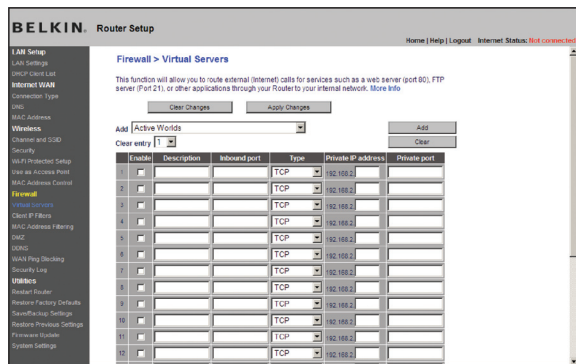 BELKIN. Router Setup
Home | Help | Logout Internet Status: Not connected
LAN Setup
LAN Settings
DHCP Client List
Internet WAN
Connection Type
DNS
MAC Address
Wireless
Channel and SSID
Security
Wi-Fi Protected Setup
Use as Access Point
MAC Address Control
Firewall
Virtual Servers
Client IP Filters
MAC Address Filtering
DMZ
DDNS
WAN Ping Blocking
Security Log
Utilities
Restart Router
Restore Factory Defaults
Save/Backup Settings
Restore Previous Settings
Firmware Update
System Settings
Firewall > Virtual Servers
This function will allow you to route external (Internet) calls for services such as a web server (port 80), FTP
server (Port 21), or other applications through your Router to your internal network. More Info
Clear Changes Apply Changes
Add Active Worlds Add
Clear entry 1 Clear
Enable Description Inbound port Type Private IP address Private port
1 TCP 192.168.2.
2 TCP 192.168.2.
3 TCP 192.168.2.
4 TCP 192.168.2.
5 TCP 192.168.2.
6 TCP 192.168.2.
7 TCP 192.168.2.
8 TCP 192.168.2.
9 TCP 192.168.2.
10 TCP 192.168.2.
11 TCP 192.168.2.
12 TCP 192.168.2.